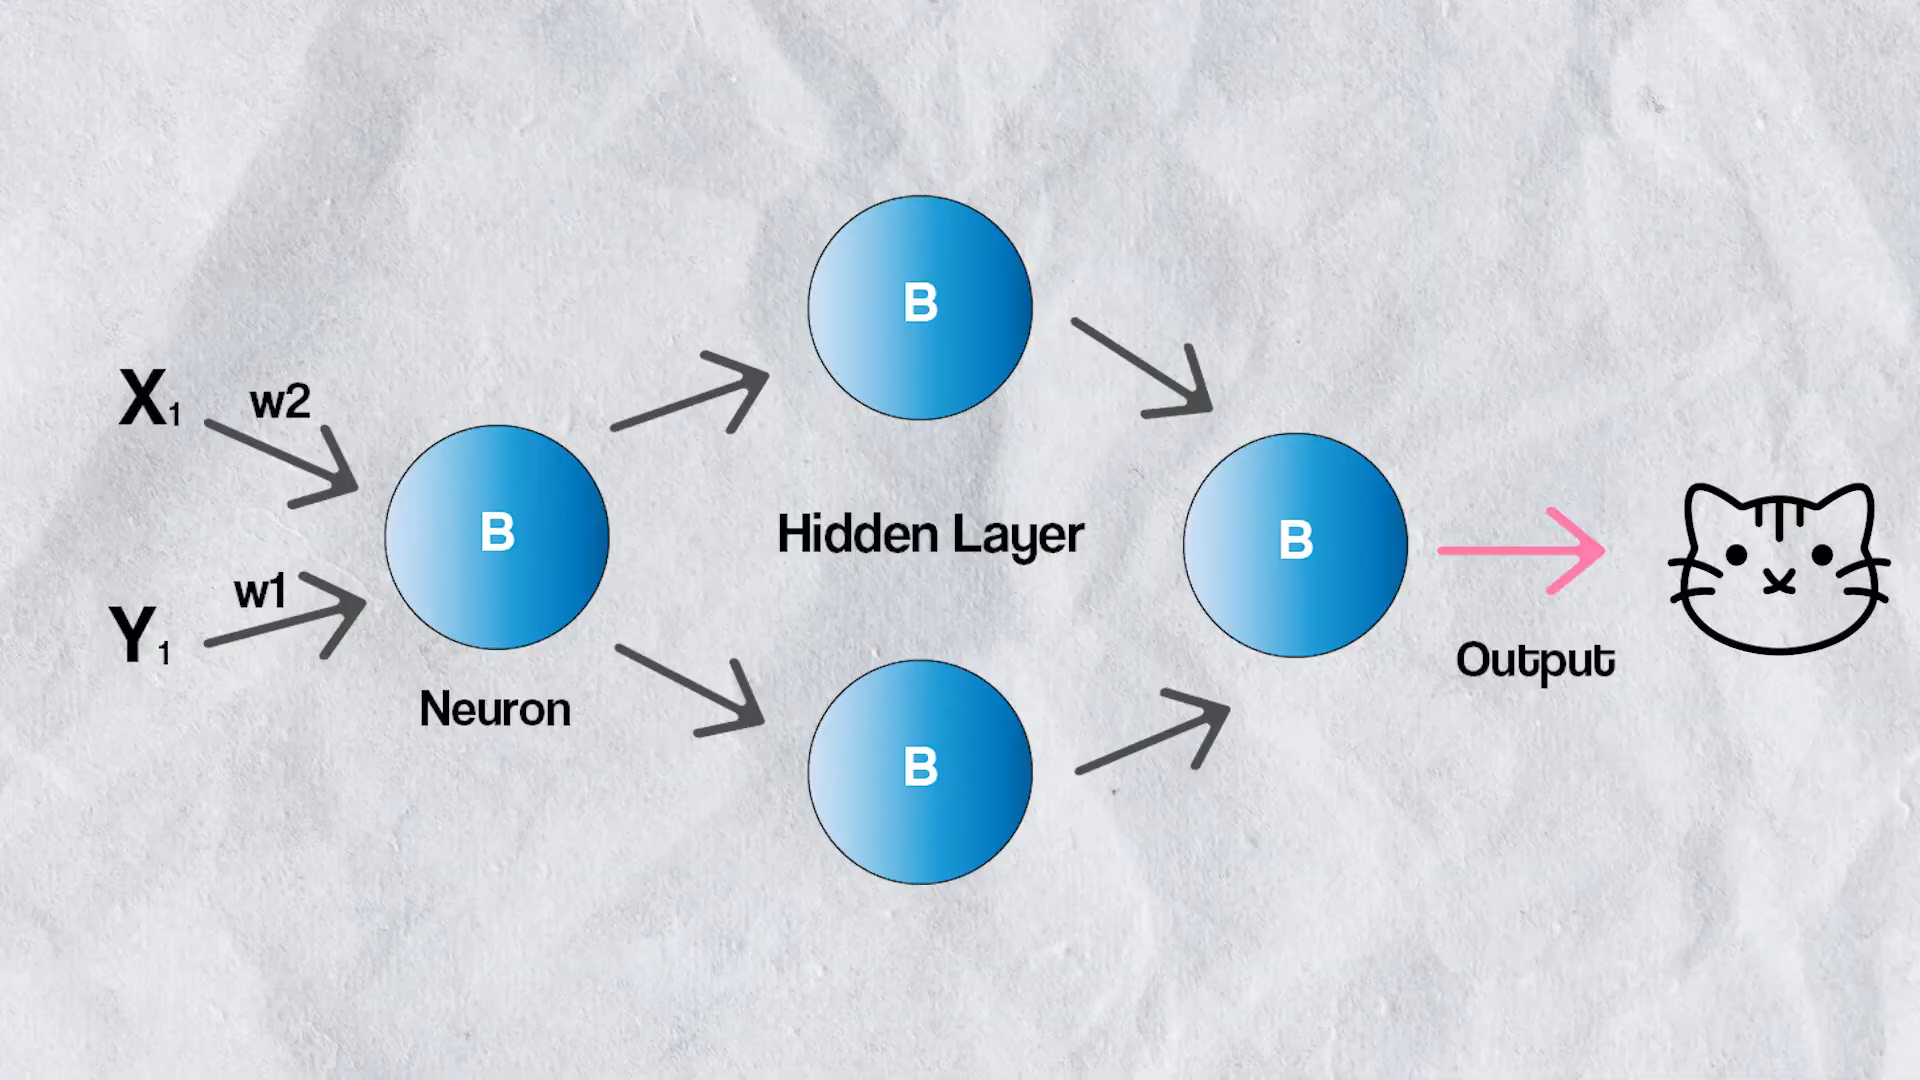 B
X₁
w2
B
Hidden Layer
B
w1
Y₁
Output
Neuron
B